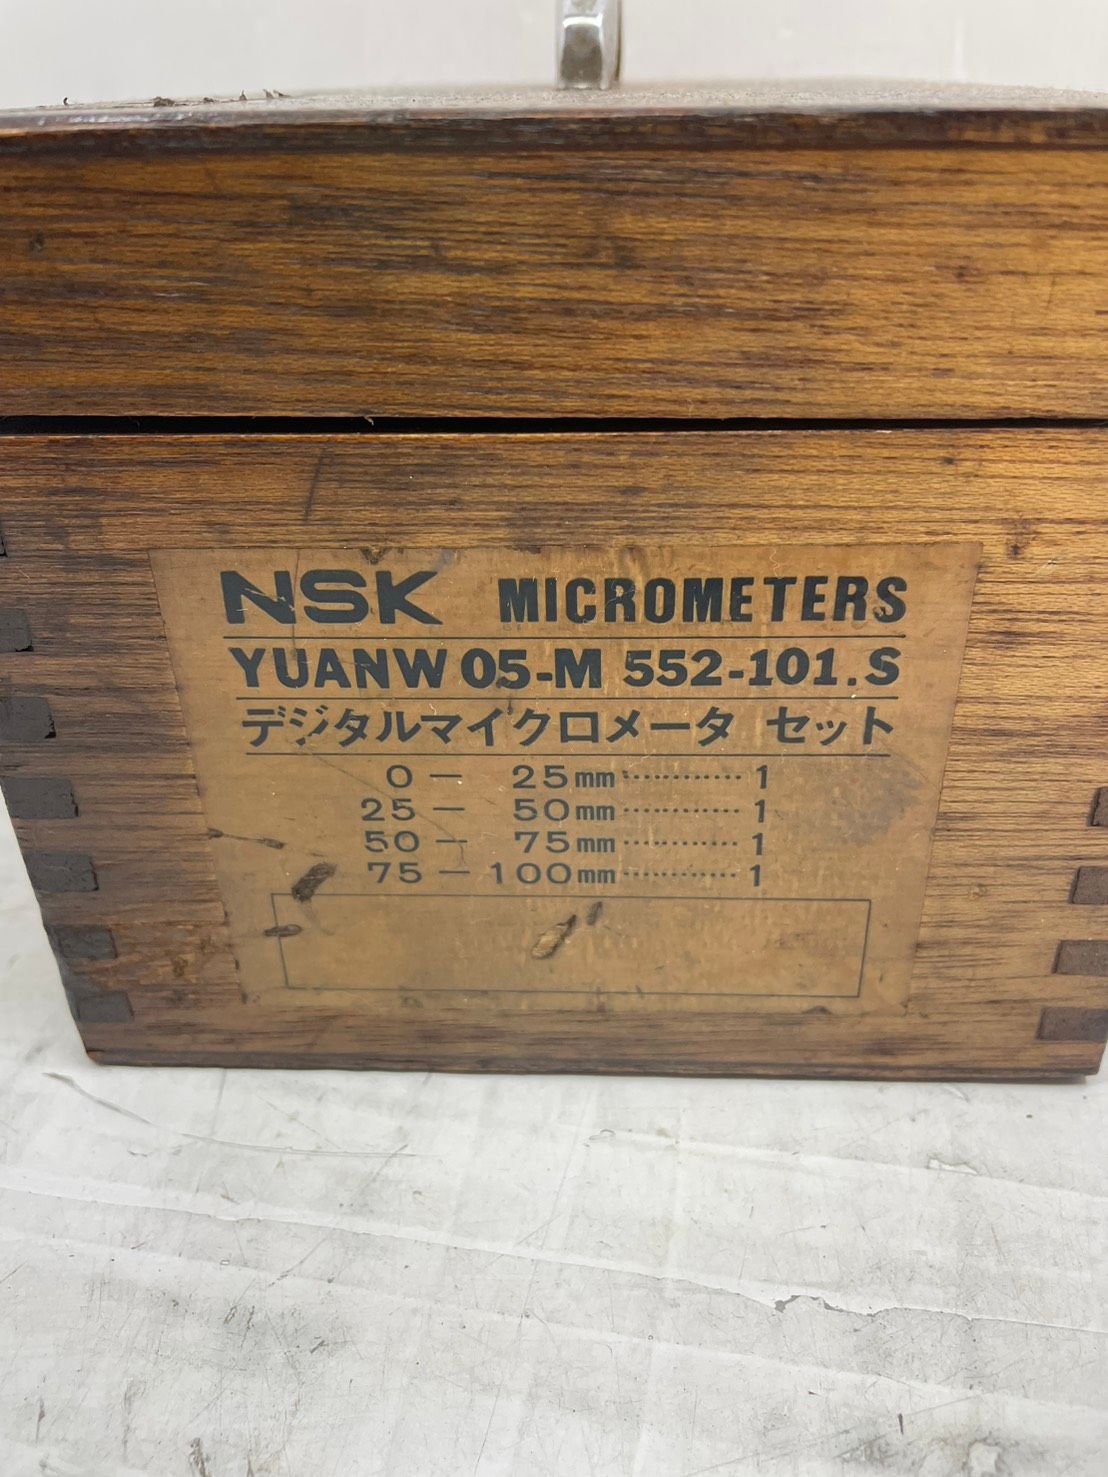 NSK MICROMETERS
YUANW 05-M 552-101.S
デジタルマイクロメータ セット
0 - 25mm ………… 1
25 - 50mm ………… 1
50 - 75mm ………… 1
75 - 100mm ………… 1